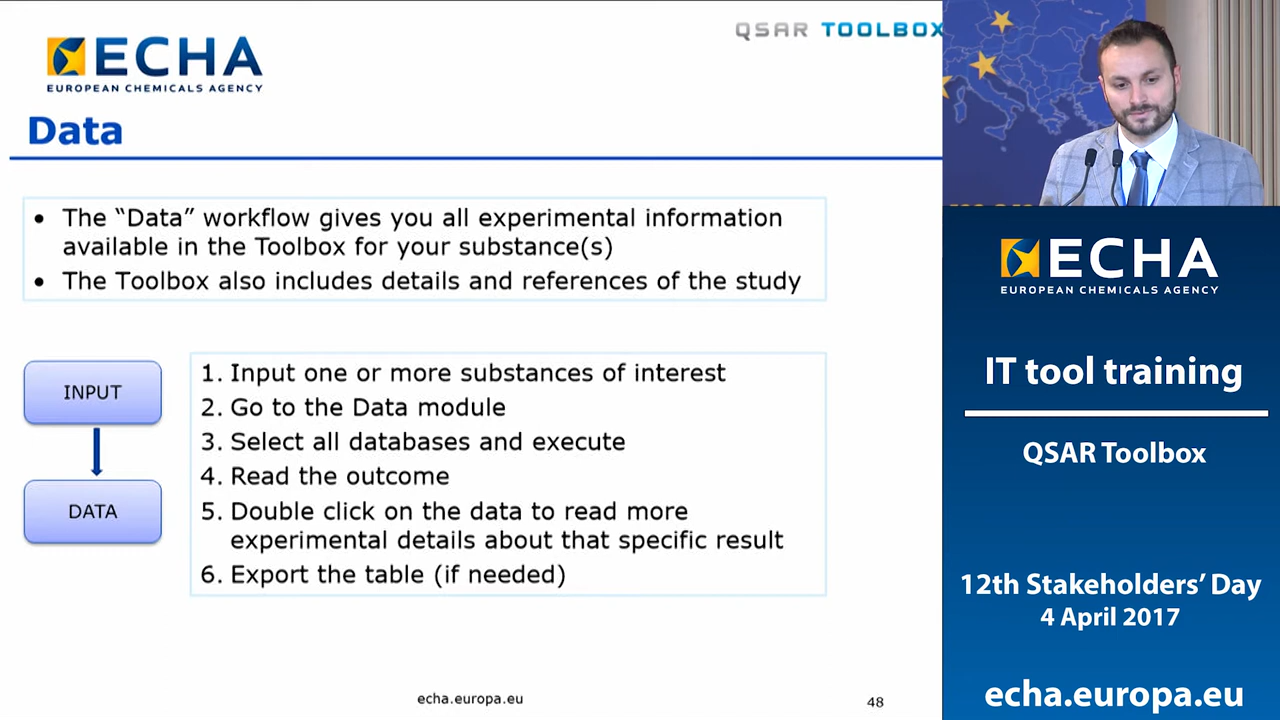 ECHA
EUROPEAN CHEMICALS AGENCY
QSAR TOOLBOX
Data
• The “Data” workflow gives you all experimental information
available in the Toolbox for your substance(s)
• The Toolbox also includes details and references of the study
INPUT
DATA
1. Input one or more substances of interest
2. Go to the Data module
3. Select all databases and execute
4. Read the outcome
5. Double click on the data to read more
experimental details about that specific result
6. Export the table (if needed)
echa.europa.eu
48
ECHA
EUROPEAN CHEMICALS AGENCY
IT tool training
QSAR Toolbox
12th Stakeholders’ Day
4 April 2017
echa.europa.eu